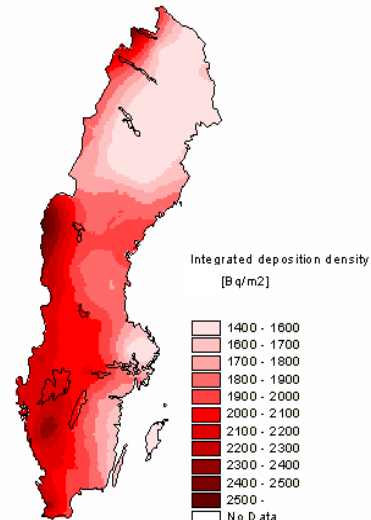 Integrated deposition density
[Bq/m2]
1400 - 1600
1600 - 1700
1700 - 1800
1800 - 1900
1900 - 2000
2000 - 2100
2100 - 2200
2200 - 2300
2300 - 2400
2400 - 2500
2500 -
No Data